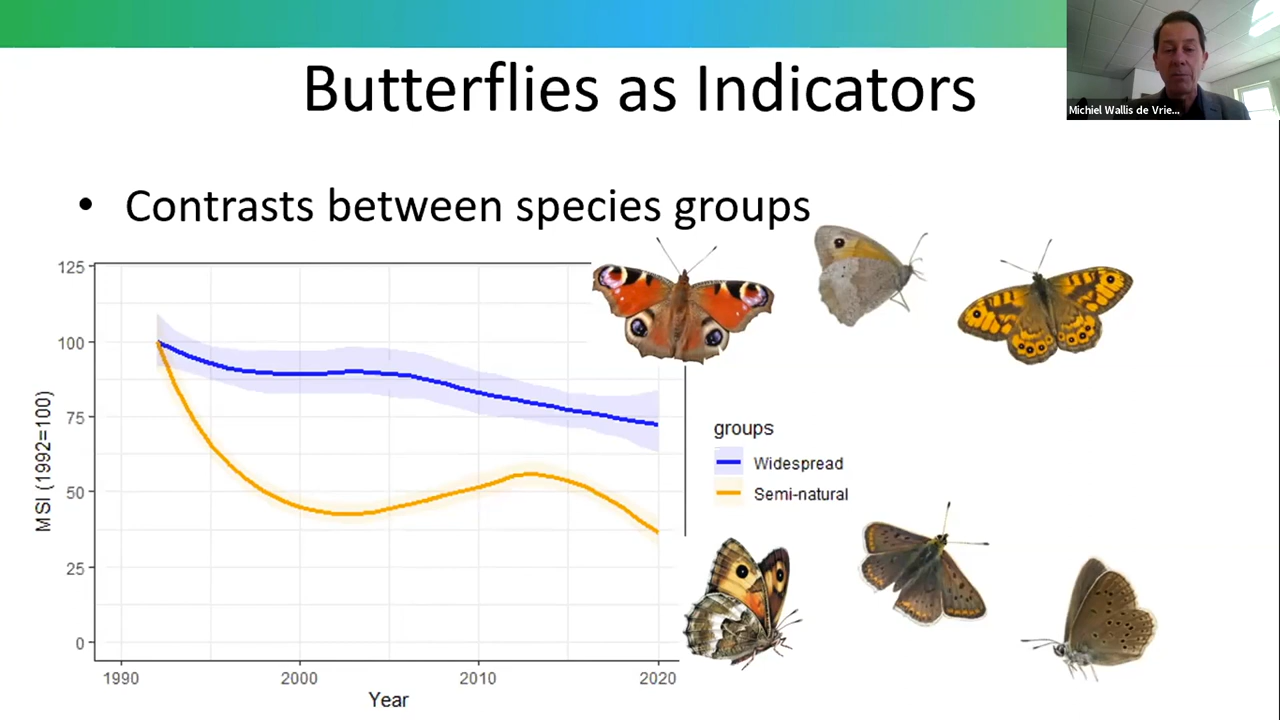 Butterflies as Indicators
Michiel Wallis de Vrie...
• Contrasts between species groups
125
100
75
50
25
0
MSI (1992=100)
1990
2000
2010
2020
Year
groups
Widespread
Semi-natural